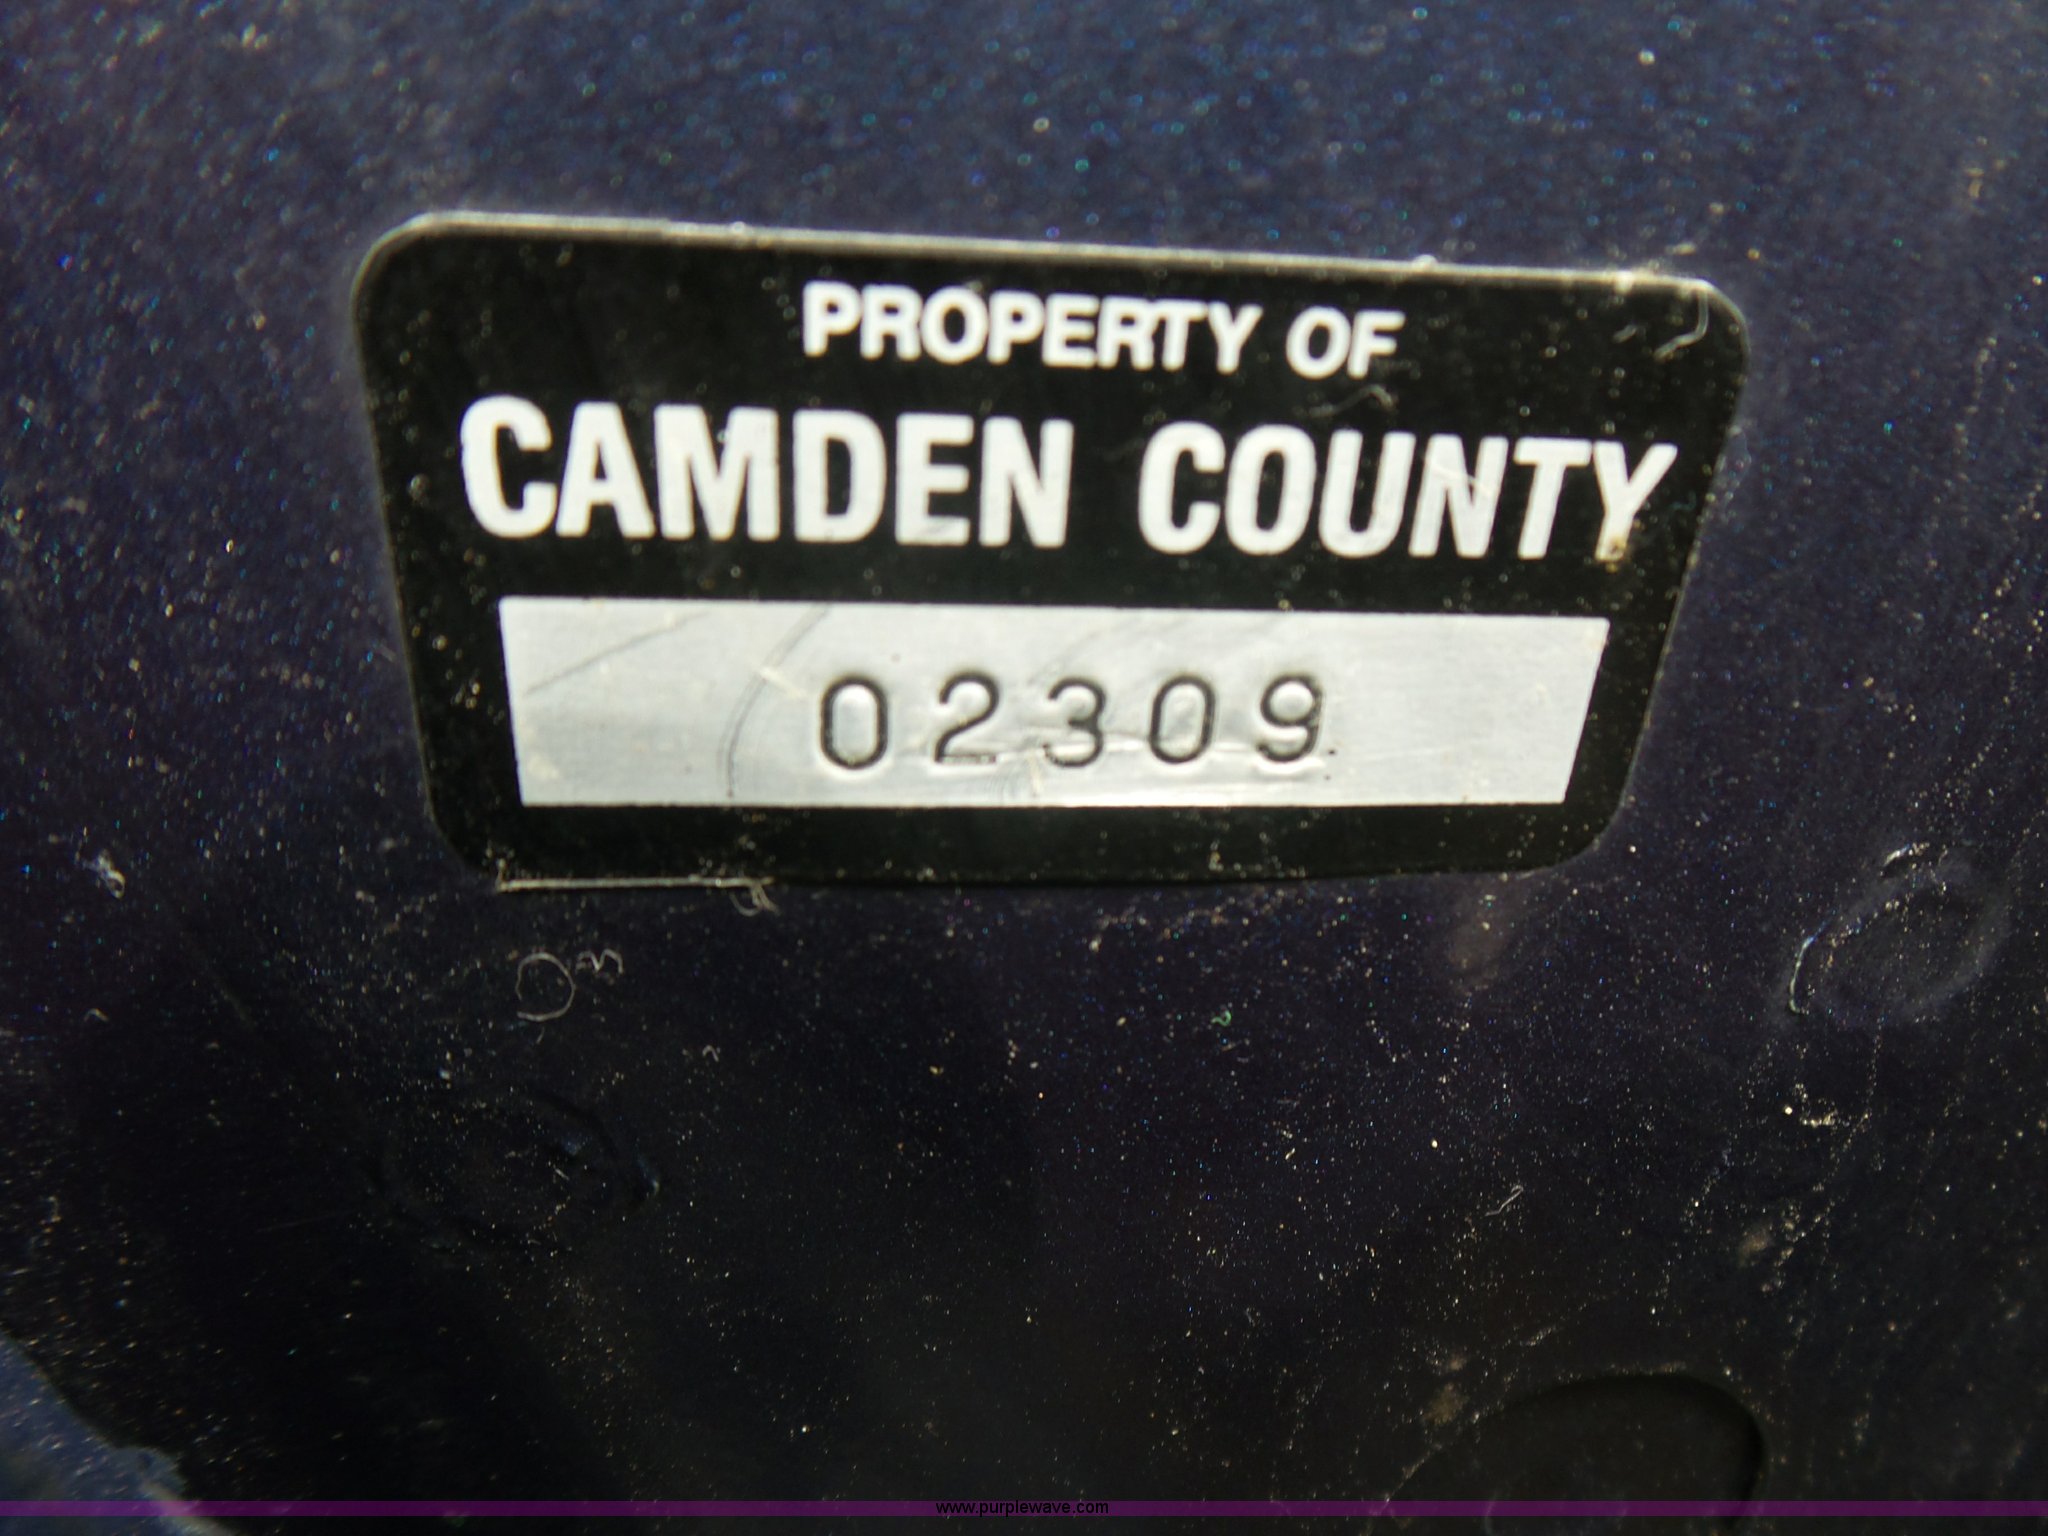 PROPERTY OF
CAMDEN COUNTY
02309
www.purplewave.com